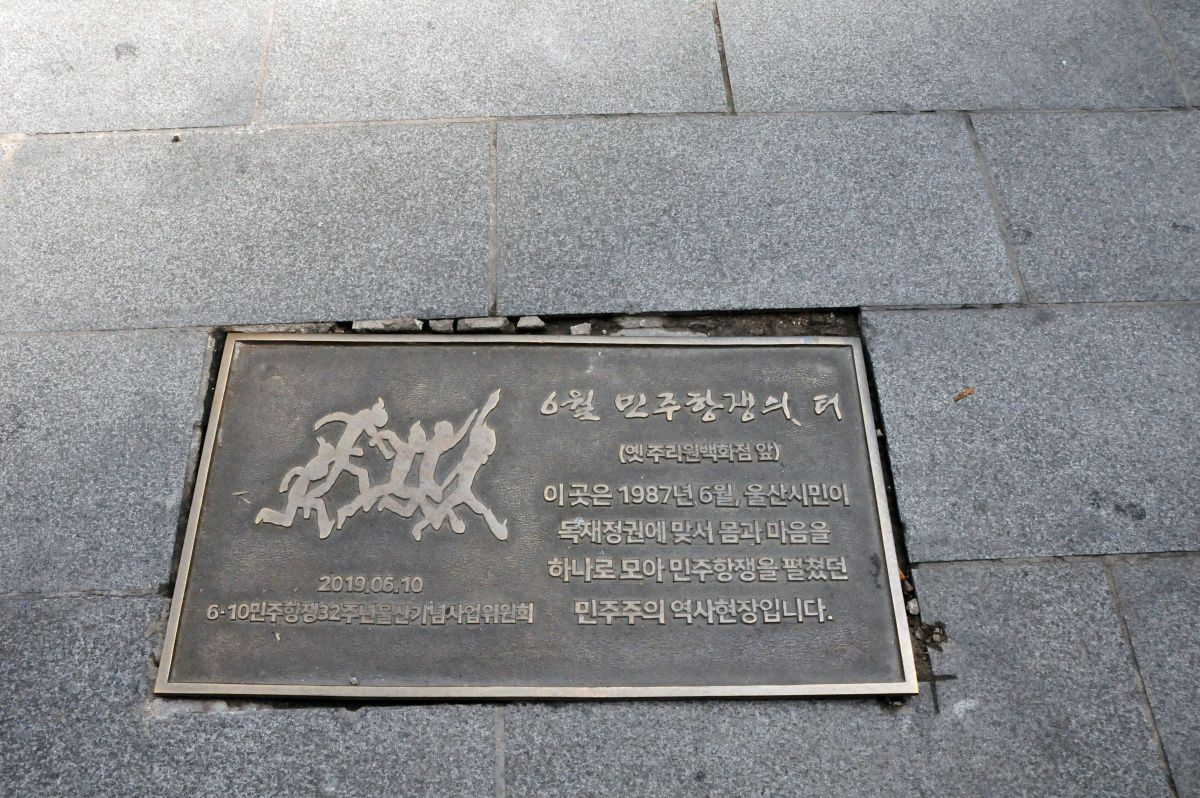 6월 민주항쟁의 터
(옛 주리원백화점 앞)
이 곳은 1987년 6월, 울산시민이
독재정권에 맞서 몸과 마음을
하나로 모아 민주항쟁을 펼쳤던
민주주의 역사현장입니다.
2019.06.10
6·10민주항쟁32주년울산기념사업위원회